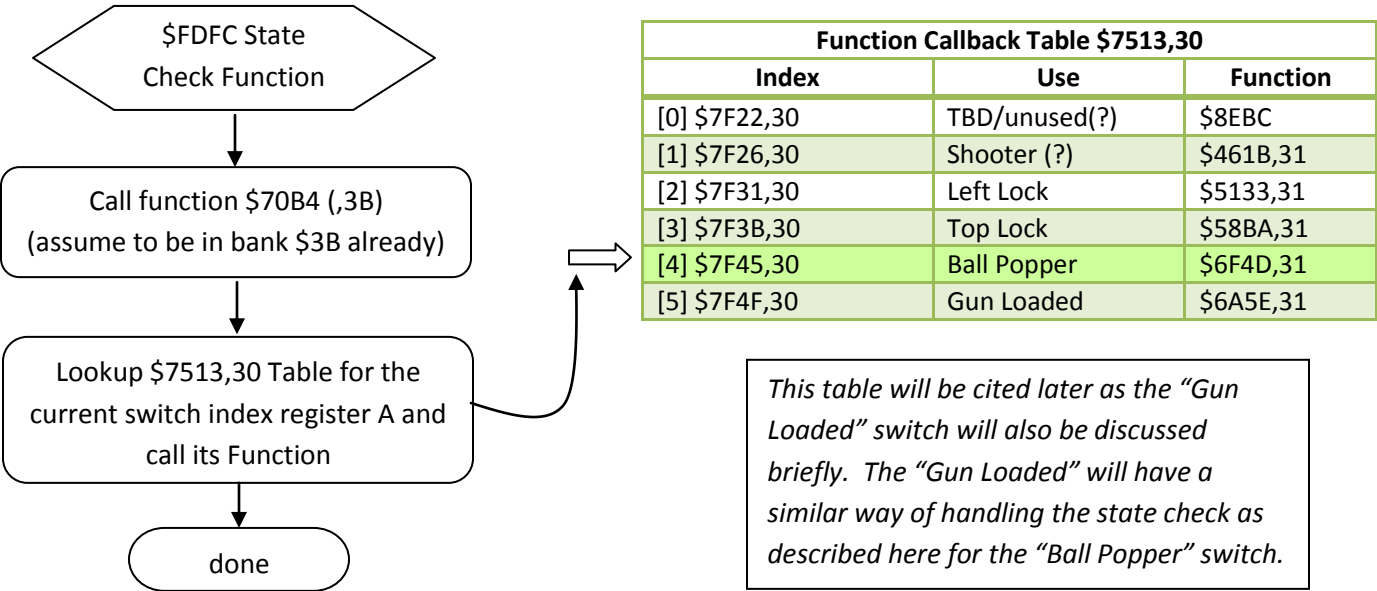 $FDFC State
Check Function
Call function $70B4 (,3B)
(assume to be in bank $3B already)
Lookup $7513,30 Table for the
current switch index register A and
call its Function
done
Function Callback Table $7513,30
Index Use Function
[0] $7F22,30 TBD/unused(?) $8EBC
[1] $7F26,30 Shooter (?) $461B,31
[2] $7F31,30 Left Lock $5133,31
[3] $7F3B,30 Top Lock $58BA,31
[4] $7F45,30 Ball Popper $6F4D,31
[5] $7F4F,30 Gun Loaded $6A5E,31
This table will be cited later as the “Gun
Loaded” switch will also be discussed
briefly. The “Gun Loaded” will have a
similar way of handling the state check as
described here for the “Ball Popper” switch.